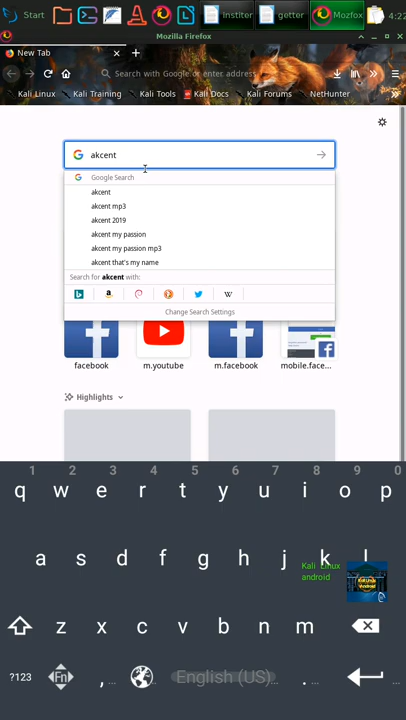 Start
institer
getter
Mozfox
4:22
Mozilla Firefox
New Tab
Search with Google or enter address
Kali Linux Kali Training Kali Tools Kali Docs Kali Forums NetHunter
akcent
Google Search
akcent
akcent mp3
akcent 2019
akcent my passion
akcent my passion mp3
akcent that's my name
Search for akcent with:
Change Search Settings
facebook m.youtube m.facebook mobile.face...
Highlights
1 2 3 4 5 6 7 8 9 0
q w e r t y u i o p
a s d f g h j k l
Kali Linux
android
z x c v b n m
?123 Fn , ... English (US) . ...